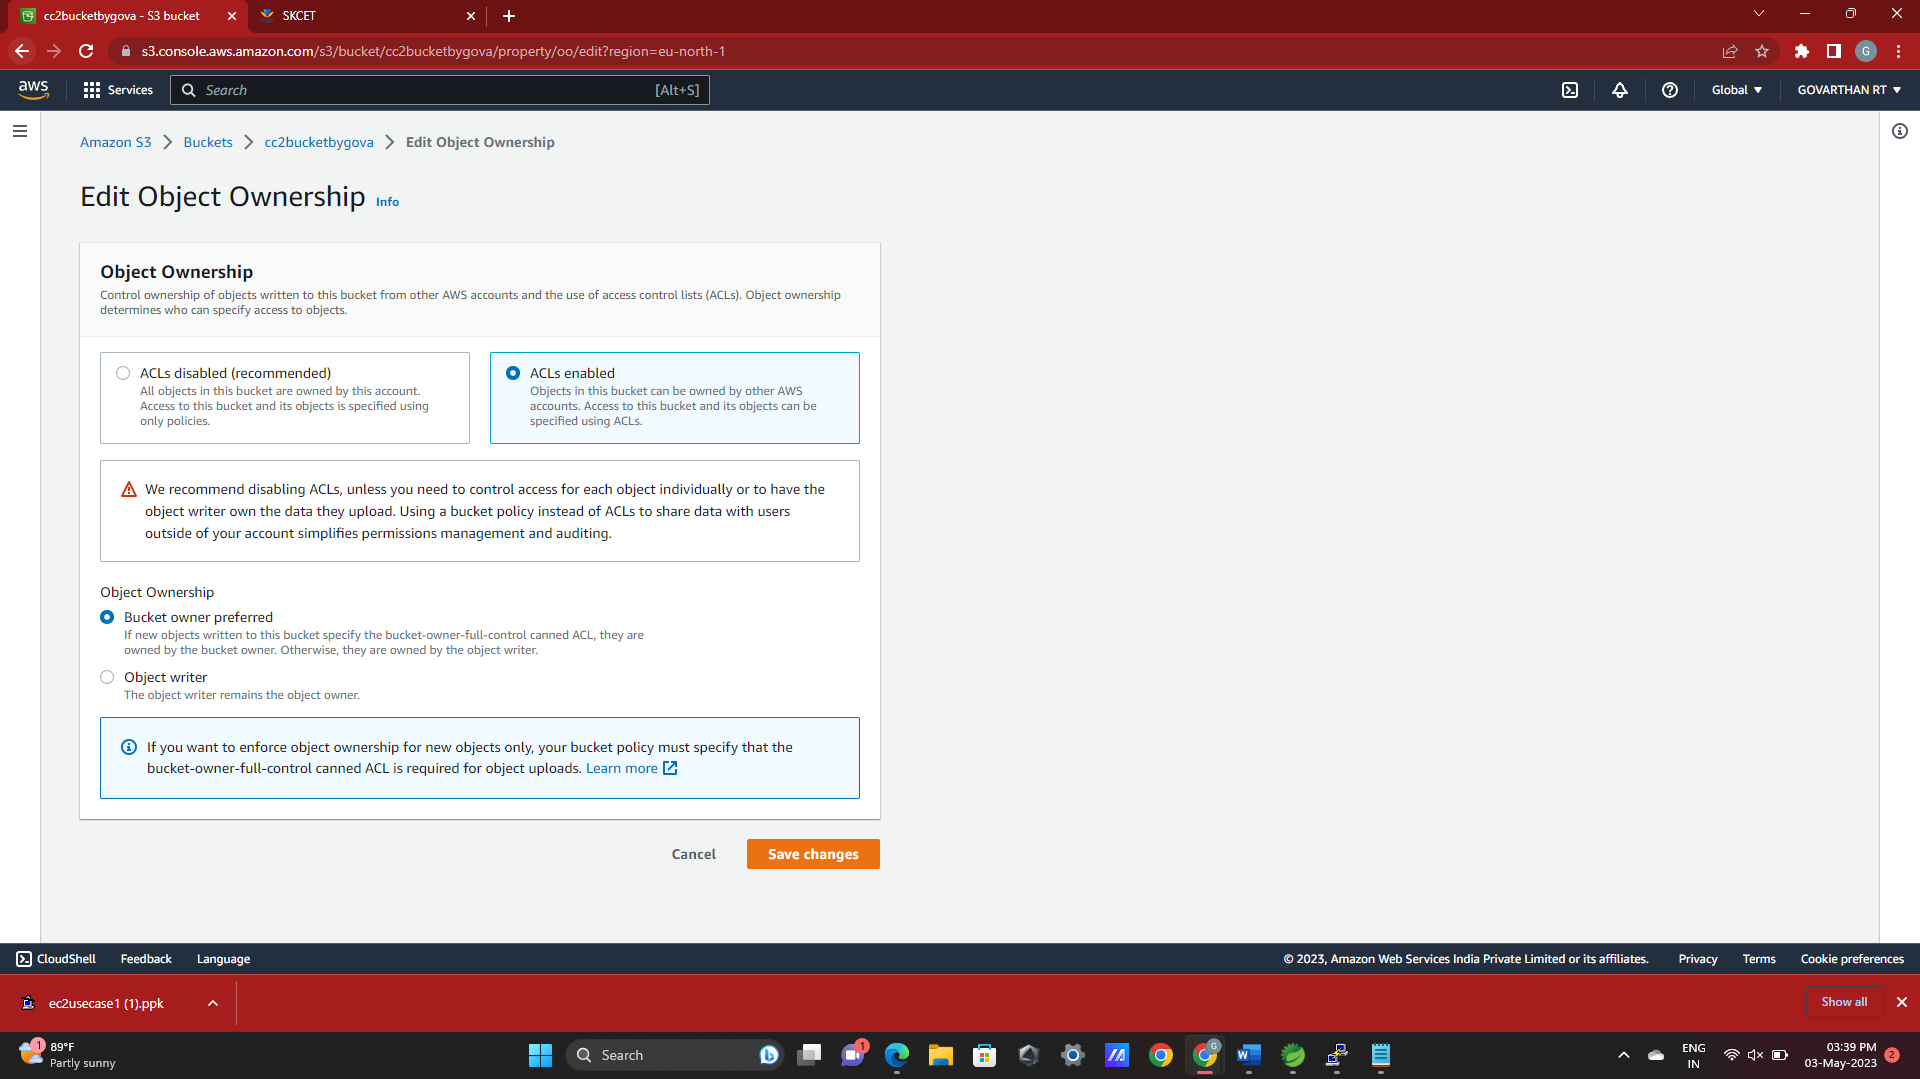 cc2bucketbygova - S3 bucket
SKCET
s3.console.aws.amazon.com/s3/bucket/cc2bucketbygova/property/oo/edit?region=eu-north-1
G
aws
Services
Search
[Alt+S]
Global
GOVARTHAN RT
Amazon S3
Buckets
cc2bucketbygova
Edit Object Ownership
Edit Object Ownership
Info
Object Ownership
Control ownership of objects written to this bucket from other AWS accounts and the use of access control lists (ACLs). Object ownership
determines who can specify access to objects.
ACLs disabled (recommended)
All objects in this bucket are owned by this account.
Access to this bucket and its objects is specified using
only policies.
ACLs enabled
Objects in this bucket can be owned by other AWS
accounts. Access to this bucket and its objects can be
specified using ACLs.
We recommend disabling ACLs, unless you need to control access for each object individually or to have the
object writer own the data they upload. Using a bucket policy instead of ACLs to share data with users
outside of your account simplifies permissions management and auditing.
Object Ownership
Bucket owner preferred
If new objects written to this bucket specify the bucket-owner-full-control canned ACL, they are
owned by the bucket owner. Otherwise, they are owned by the object writer.
Object writer
The object writer remains the object owner.
If you want to enforce object ownership for new objects only, your bucket policy must specify that the
bucket-owner-full-control canned ACL is required for object uploads. Learn more
Cancel
Save changes
CloudShell
Feedback
Language
© 2023, Amazon Web Services India Private Limited or its affiliates.
Privacy
Terms
Cookie preferences
ec2usecase1 (1).ppk
Show all
1
89°F
Partly sunny
Search
1
G
W
ENG
IN
03:39 PM
03-May-2023
2